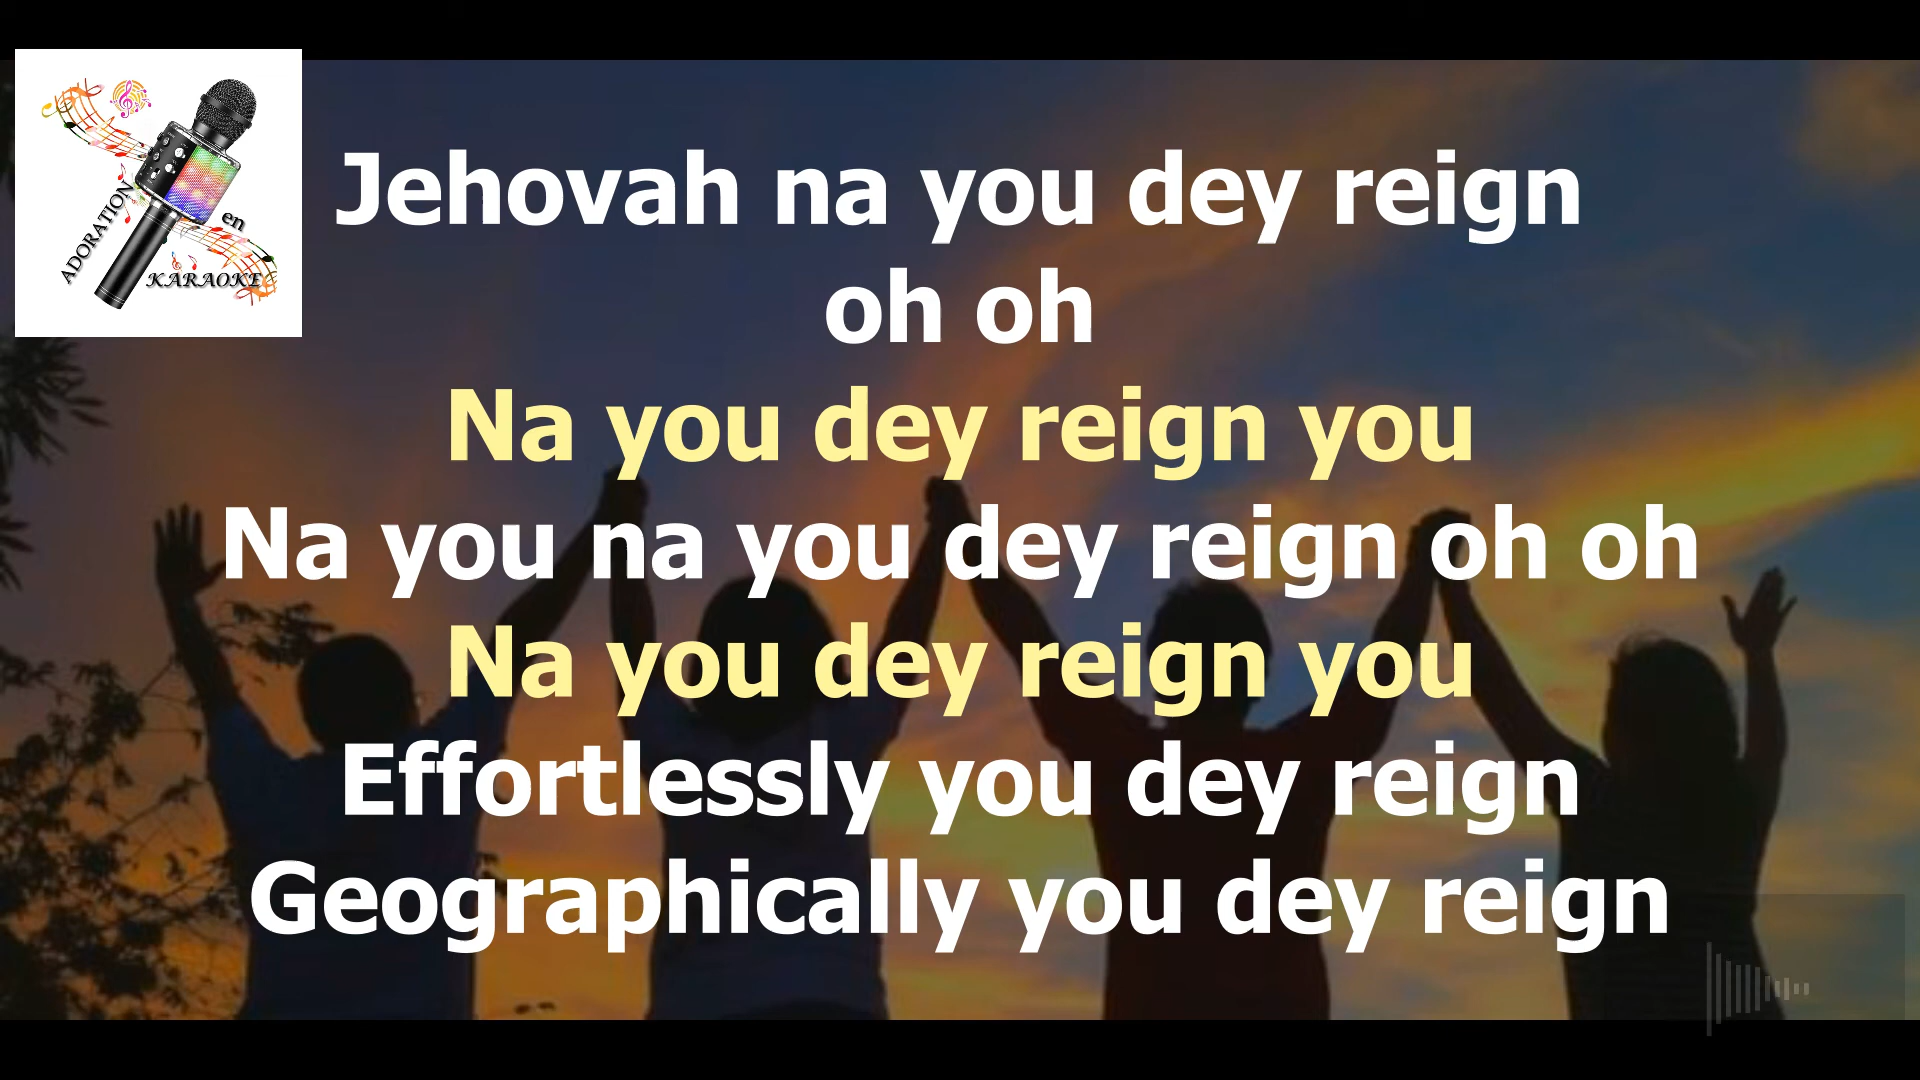 ADORATION
en
KARAOKE
Jehovah na you dey reign
oh oh
Na you dey reign you
Na you na you dey reign oh oh
Na you dey reign you
Effortlessly you dey reign
Geographically you dey reign